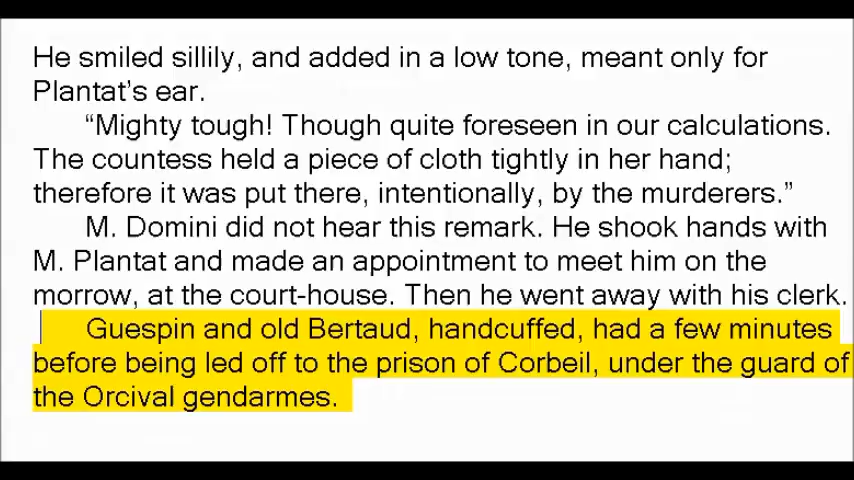 He smiled sillily, and added in a low tone, meant only for
Plantat’s ear.
“Mighty tough! Though quite foreseen in our calculations.
The countess held a piece of cloth tightly in her hand;
therefore it was put there, intentionally, by the murderers.”
M. Domini did not hear this remark. He shook hands with
M. Plantat and made an appointment to meet him on the
morrow, at the court-house. Then he went away with his clerk.
Guespin and old Bertaud, handcuffed, had a few minutes
before being led off to the prison of Corbeil, under the guard of
the Orcival gendarmes.